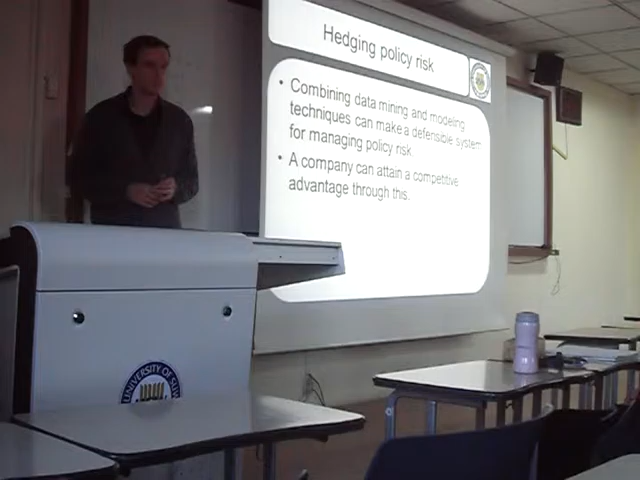 Hedging policy risk
• Combining data mining and modeling
techniques can make a defensible system
for managing policy risk.
• A company can attain a competitive
advantage through this.
UNIVERSITY OF